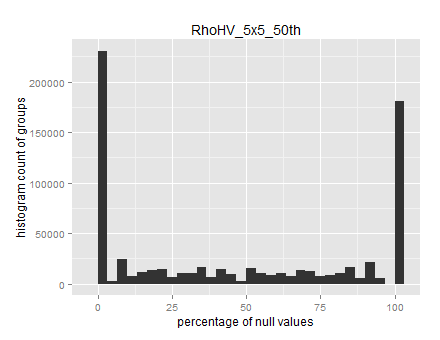 RhoHV_5x5_50th
histogram count of groups
200000
150000
100000
50000
0
0 25 50 75 100
percentage of null values